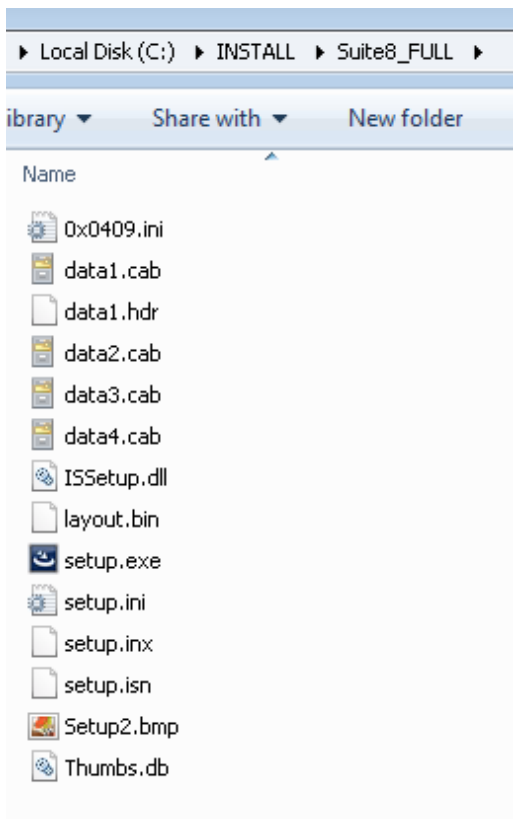 Local Disk (C:) INSTALL Suite8_FULL
ibrary Share with New folder
Name
0x0409.ini
data1.cab
data1.hdr
data2.cab
data3.cab
data4.cab
ISSetup.dll
layout.bin
setup.exe
setup.ini
setup.inx
setup.isn
Setup2.bmp
Thumbs.db